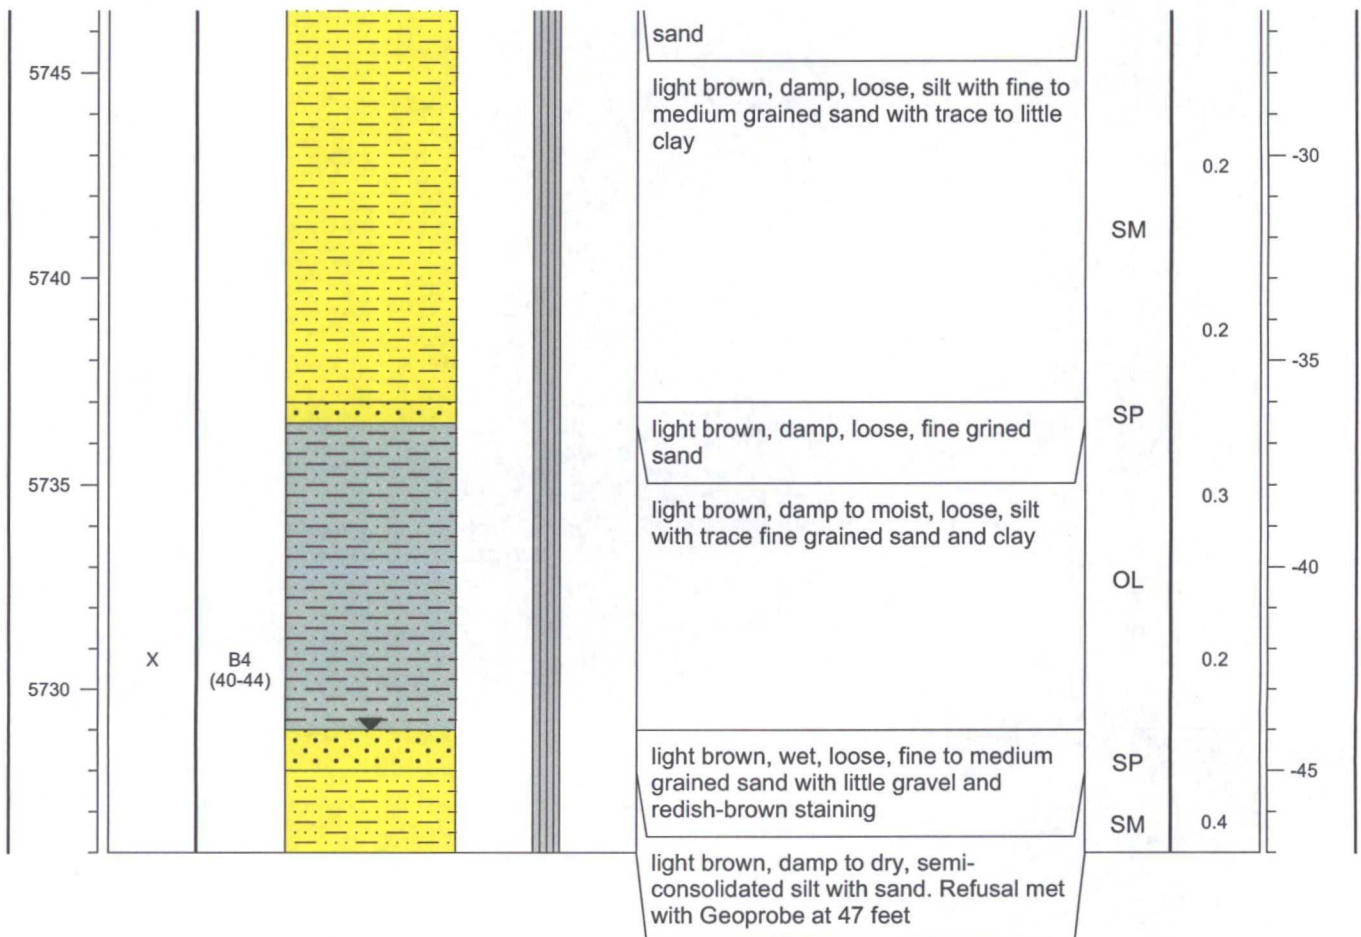 sand
5745
light brown, damp, loose, silt with fine to
medium grained sand with trace to little
clay
-30
0.2
SM
5740
0.2
-35
SP
light brown, damp, loose, fine grined
sand
5735
0.3
light brown, damp to moist, loose, silt
with trace fine grained sand and clay
-40
OL
X
B4
(40-44)
0.2
5730
light brown, wet, loose, fine to medium
grained sand with little gravel and
redish-brown staining
SP
-45
SM
0.4
light brown, damp to dry, semi-
consolidated silt with sand. Refusal met
with Geoprobe at 47 feet